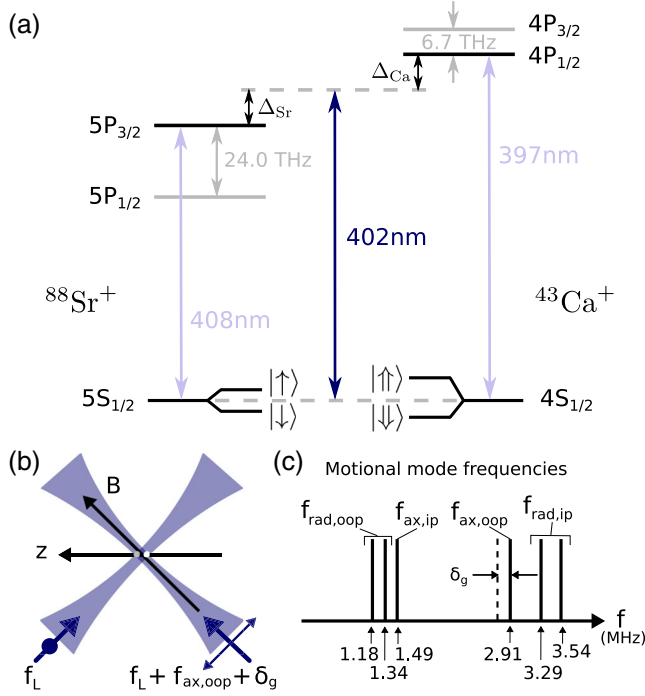 (a)
4P3/2
6.7 THz
4P1/2
ΔCa
ΔSr
5P3/2
24.0 THz
397nm
5P1/2
402nm
88Sr+
43Ca+
408nm
|↑⟩
|⇑⟩
5S1/2
4S1/2
|↓⟩
|⇓⟩
(b)
B
z
fL
fL + fax,oop + δg
(c)
Motional mode frequencies
frad,oop
fax,ip
fax,oop
frad,ip
δg
f
(MHz)
1.18
1.49
2.91
3.54
1.34
3.29